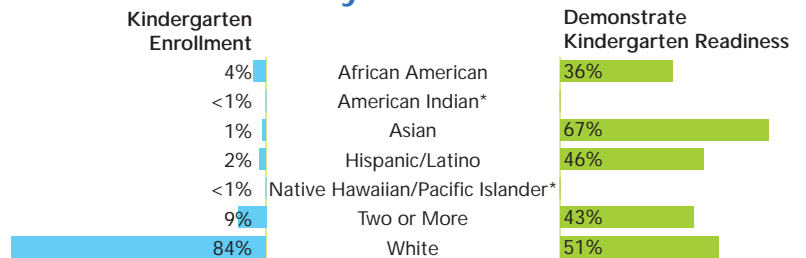 Kindergarten
Enrollment
Demonstrate
Kindergarten Readiness
4% African American 36%
<1% American Indian*
1% Asian 67%
2% Hispanic/Latino 46%
<1% Native Hawaiian/Pacific Islander*
9% Two or More 43%
84% White 51%